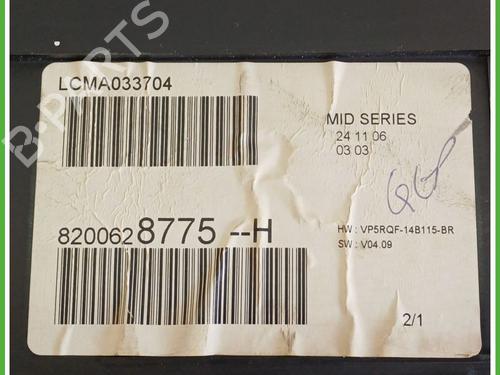 LCMA033704
MID SERIES
24 11 06
03 03
8200628775 --H
HW : VP5RQF-14B115-BR
SW : V04.09
2/1
B-PARTS